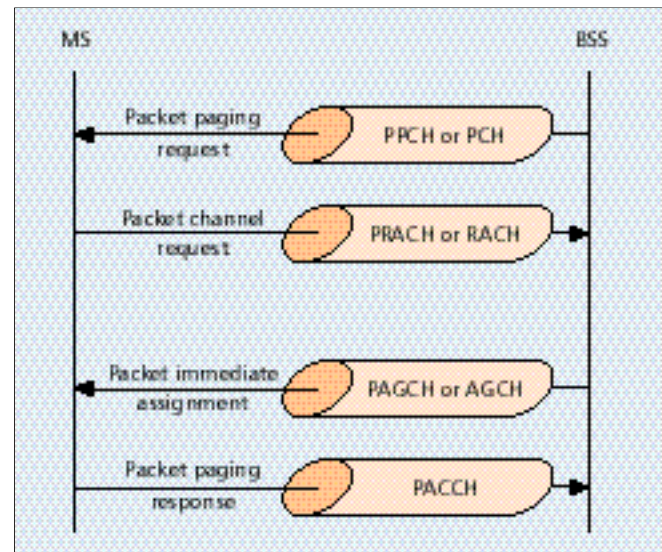 MS
BSS
Packet paging
request
PPCH or PCH
Packet channel
request
PRACH or RACH
Packet immediate
assignment
PAGCH or AGCH
Packet paging
response
PACCH